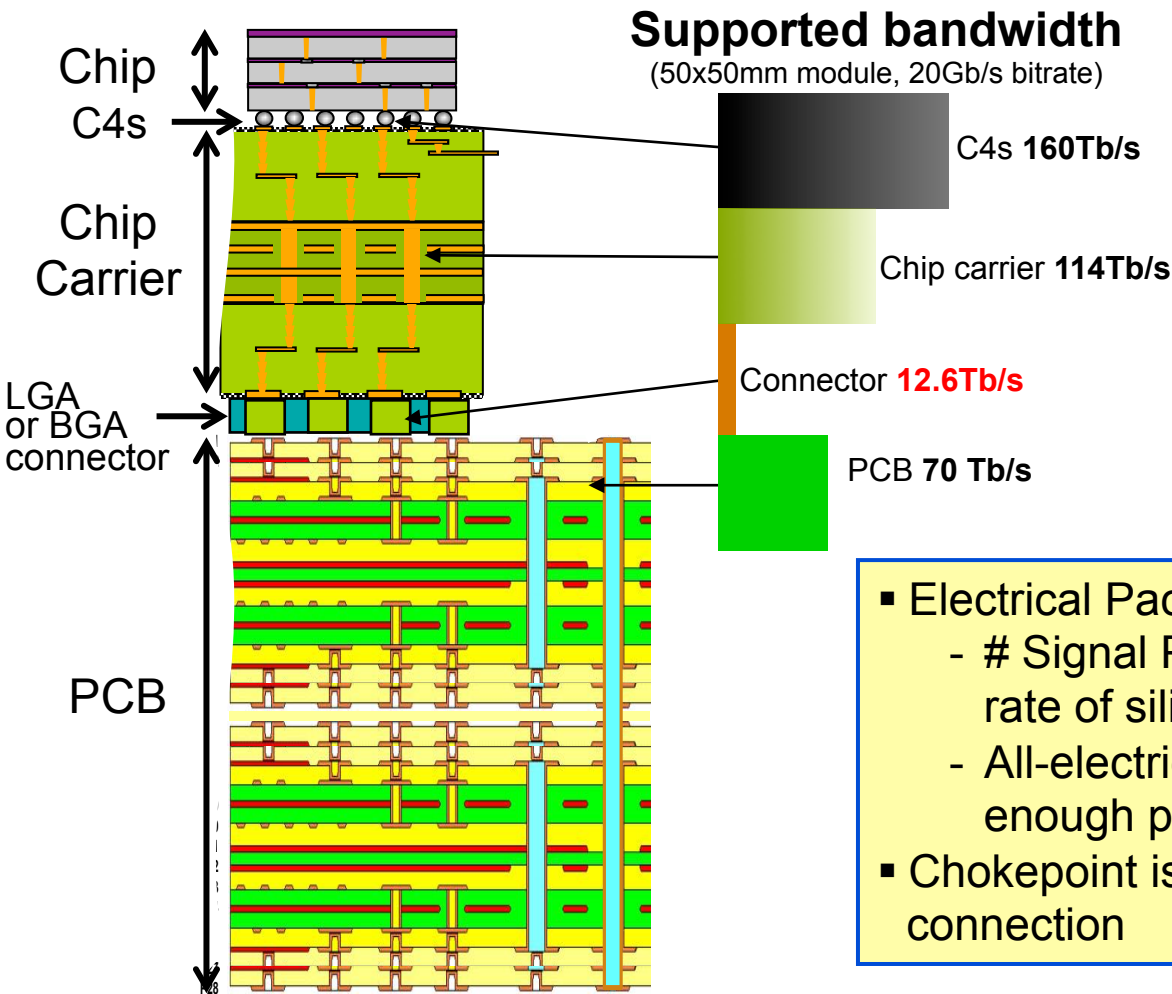 Supported bandwidth
(50x50mm module, 20Gb/s bitrate)
Chip
C4s
Chip
Carrier
LGA
or BGA
connector
PCB
C4s 160Tb/s
Chip carrier 114Tb/s
Connector 12.6Tb/s
PCB 70 Tb/s
▪ Electrical Pac
- # Signal P
rate of sili
- All-electri
enough p
▪ Chokepoint is
connection